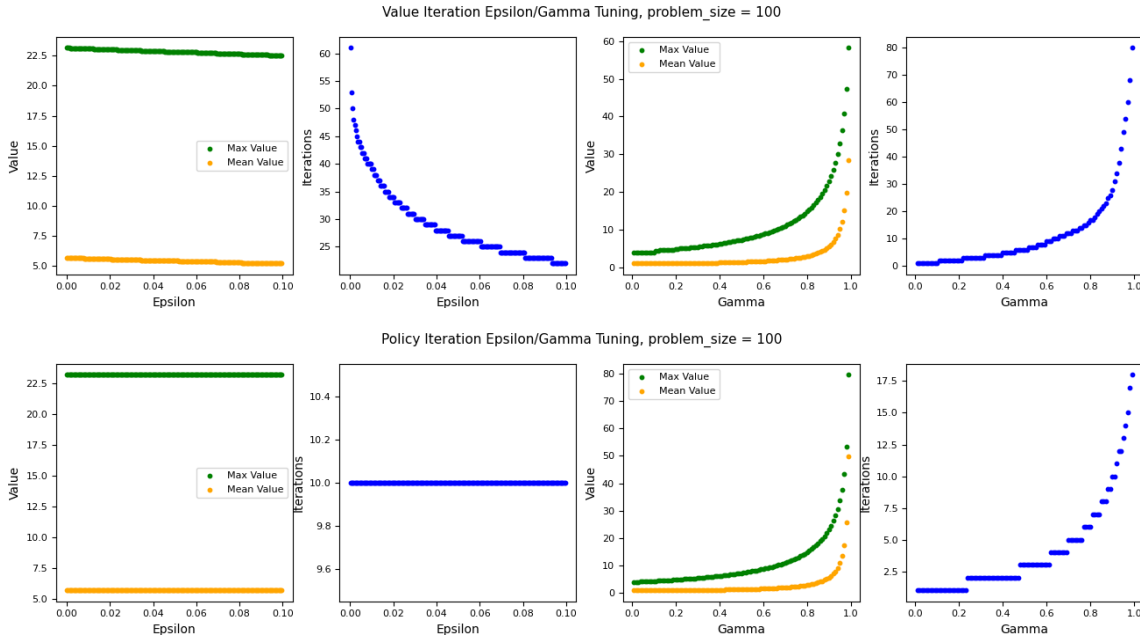 Value Iteration Epsilon/Gamma Tuning, problem_size = 100
Value
22.5
20.0
17.5
15.0
12.5
10.0
7.5
5.0
Max Value
Mean Value
0.00 0.02 0.04 0.06 0.08 0.10
Epsilon
Iterations
60
55
50
45
40
35
30
25
0.00 0.02 0.04 0.06 0.08 0.10
Epsilon
Value
60
50
40
30
20
10
0
Max Value
Mean Value
0.0 0.2 0.4 0.6 0.8 1.0
Gamma
Iterations
80
70
60
50
40
30
20
10
0
0.0 0.2 0.4 0.6 0.8 1.0
Gamma
Policy Iteration Epsilon/Gamma Tuning, problem_size = 100
Value
22.5
20.0
17.5
15.0
12.5
10.0
7.5
5.0
Max Value
Mean Value
0.00 0.02 0.04 0.06 0.08 0.10
Epsilon
Iterations
10.4
10.2
10.0
9.8
9.6
0.00 0.02 0.04 0.06 0.08 0.10
Epsilon
Value
80
70
60
50
40
30
20
10
0
Max Value
Mean Value
0.0 0.2 0.4 0.6 0.8 1.0
Gamma
Iterations
17.5
15.0
12.5
10.0
7.5
5.0
2.5
0.0 0.2 0.4 0.6 0.8 1.0
Gamma